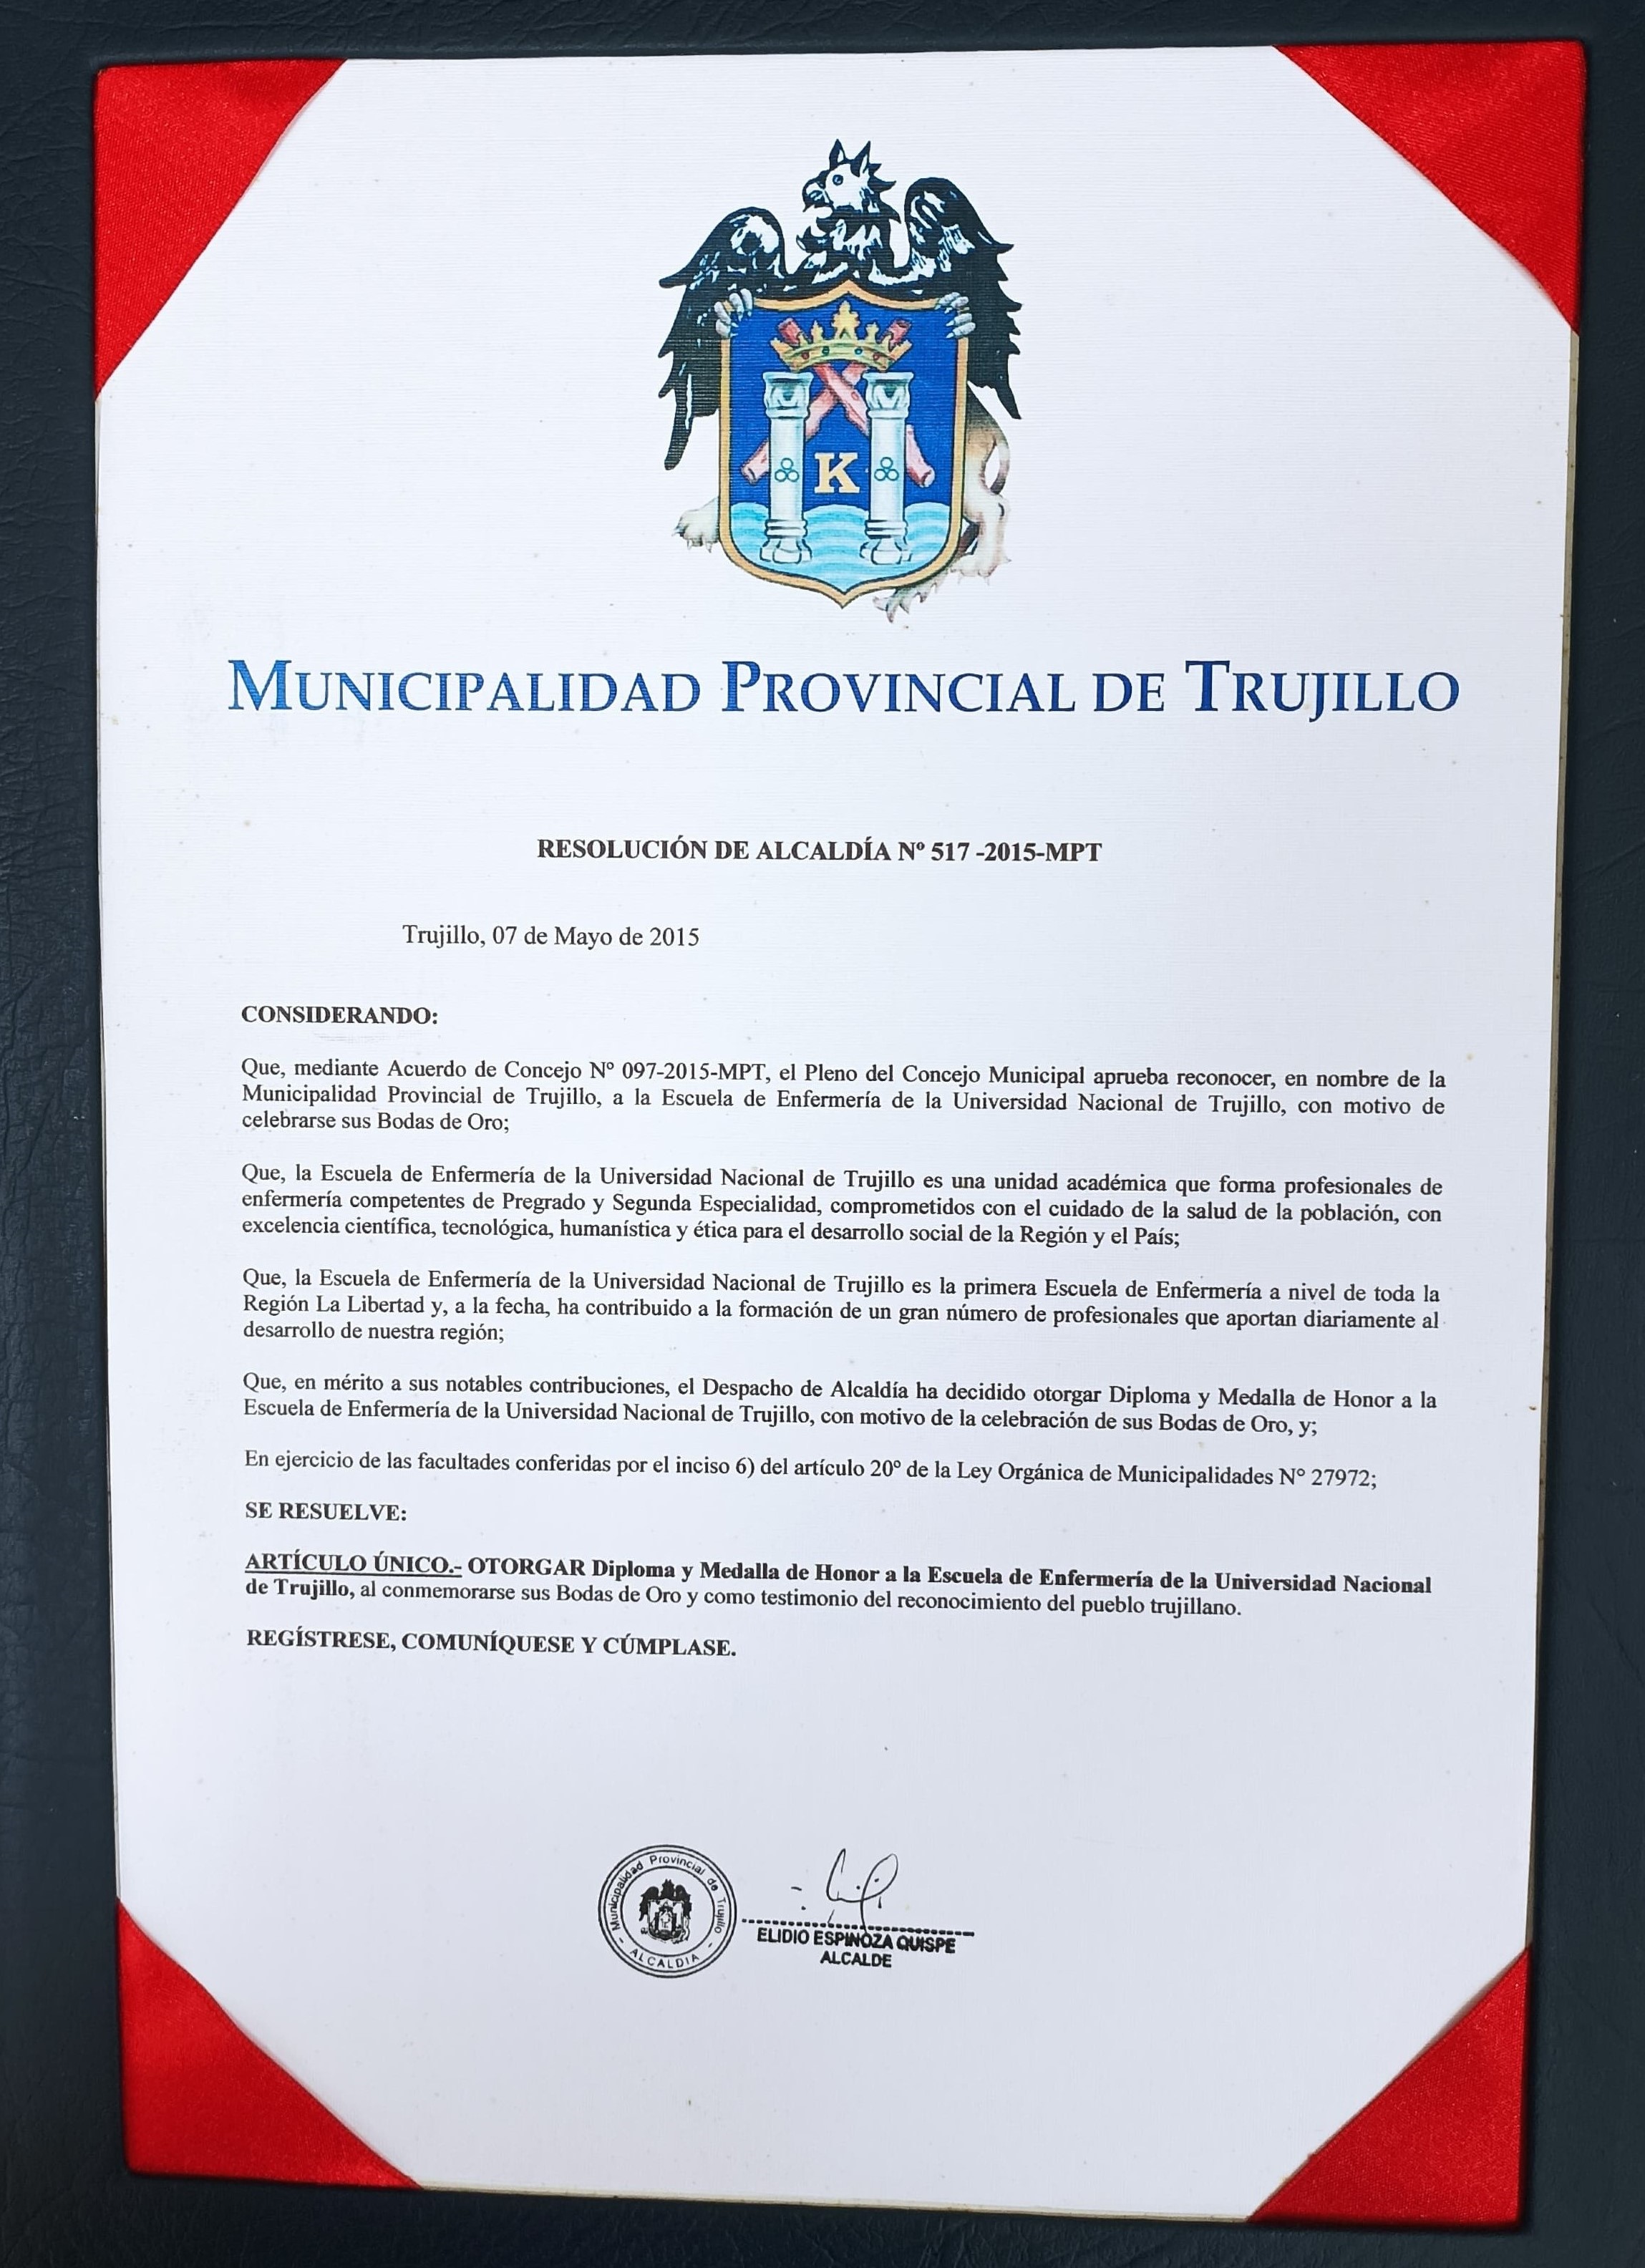 K
MUNICIPALIDAD PROVINCIAL DE TRUJILLO
RESOLUCIÓN DE ALCALDÍA Nº 517 -2015-MPT
Trujillo, 07 de Mayo de 2015
CONSIDERANDO:
Que, mediante Acuerdo de Concejo Nº 097-2015-MPT, el Pleno del Concejo Municipal aprueba reconocer, en nombre de la
Municipalidad Provincial de Trujillo, a la Escuela de Enfermería de la Universidad Nacional de Trujillo, con motivo de
celebrarse sus Bodas de Oro;
Que, la Escuela de Enfermería de la Universidad Nacional de Trujillo es una unidad académica que forma profesionales de
enfermería competentes de Pregrado y Segunda Especialidad, comprometidos con el cuidado de la salud de la población, con
excelencia científica, tecnológica, humanística y ética para el desarrollo social de la Región y el País;
Que, la Escuela de Enfermería de la Universidad Nacional de Trujillo es la primera Escuela de Enfermería a nivel de toda la
Región La Libertad y, a la fecha, ha contribuido a la formación de un gran número de profesionales que aportan diariamente al
desarrollo de nuestra región;
Que, en mérito a sus notables contribuciones, el Despacho de Alcaldía ha decidido otorgar Diploma y Medalla de Honor a la
Escuela de Enfermería de la Universidad Nacional de Trujillo, con motivo de la celebración de sus Bodas de Oro, y;
En ejercicio de las facultades conferidas por el inciso 6) del artículo 20º de la Ley Orgánica de Municipalidades N° 27972;
SE RESUELVE:
ARTÍCULO ÚNICO.- OTORGAR Diploma y Medalla de Honor a la Escuela de Enfermería de la Universidad Nacional
de Trujillo, al conmemorarse sus Bodas de Oro y como testimonio del reconocimiento del pueblo trujillano.
REGÍSTRESE, COMUNÍQUESE Y CÚMPLASE.
Municipalidad Provincial de Trujillo
- ALCALDIA -
ELIDIO ESPINOZA QUISPE
ALCALDE